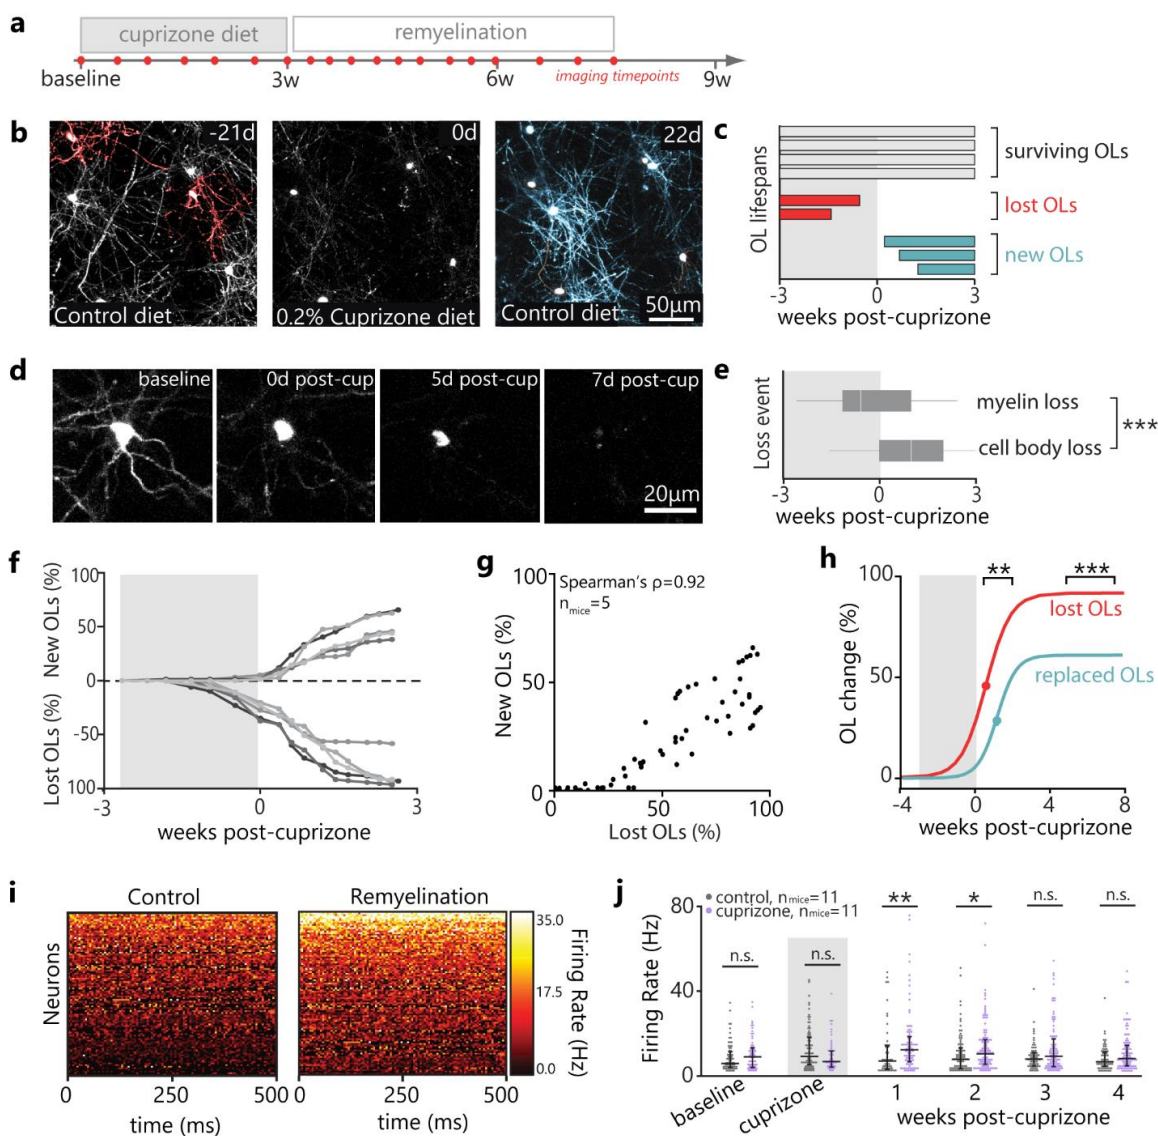 a
cuprizone diet
remyelination
baseline
3w
6w
imaging timepoints
9w
b
-21d
0d
22d
Control diet
0.2% Cuprizone diet
Control diet
50μm
c
OL lifespans
surviving OLs
lost OLs
new OLs
-3
0
3
weeks post-cuprizone
d
baseline
0d post-cup
5d post-cup
7d post-cup
20μm
e
Loss event
myelin loss
cell body loss
***
-3
0
3
weeks post-cuprizone
f
New OLs (%)
Lost OLs (%)
100
50
0
-50
100
-3
0
3
weeks post-cuprizone
g
Spearman's ρ=0.92
nmice=5
New OLs (%)
100
50
0
0
50
100
Lost OLs (%)
h
OL change (%)
100
50
0
**
***
lost OLs
replaced OLs
-4
0
4
8
weeks post-cuprizone
i
Control
Remyelination
Neurons
0
250
500
time (ms)
0
250
500
time (ms)
35.0
17.5
0.0
Firing Rate (Hz)
j
control, nmice=11
cuprizone, nmice=11
Firing Rate (Hz)
80
40
0
n.s.
n.s.
**
*
n.s.
n.s.
baseline
cuprizone
1
2
3
4
weeks post-cuprizone